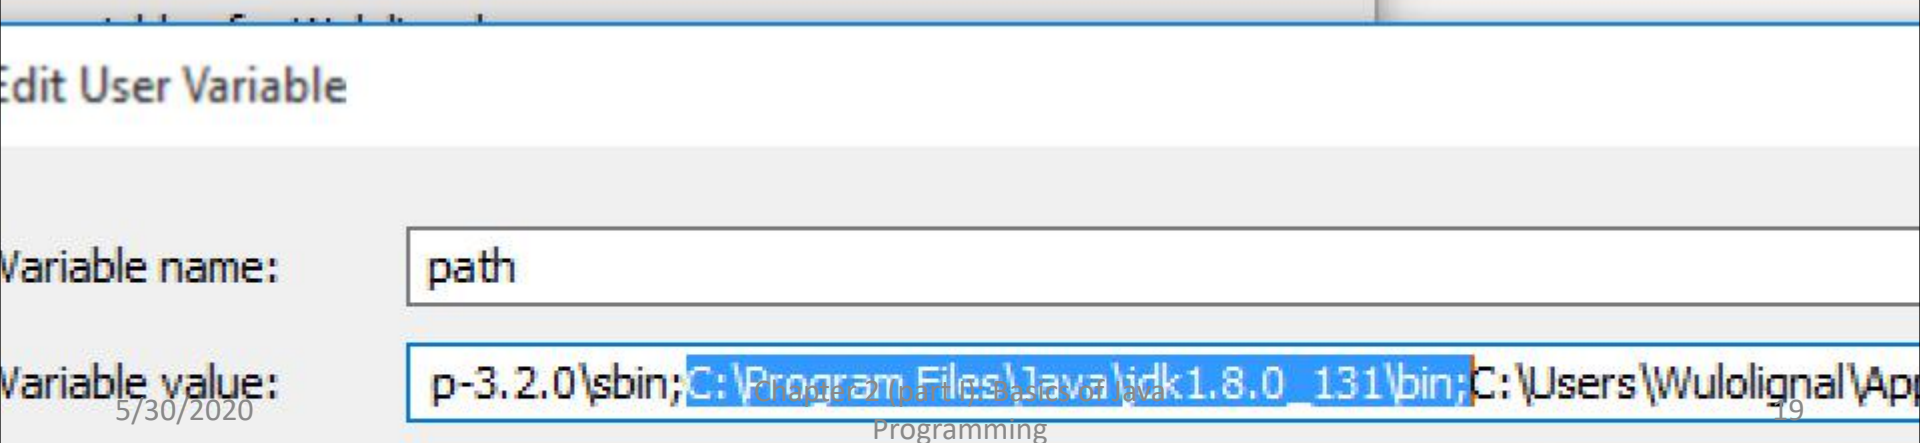 Edit User Variable
Variable name:
path
Variable value:
p-3.2.0\sbin;C:\Program Files\Java\jdk1.8.0_131\bin;C:\Users\Wulolignal\App
5/30/2020
Chapter 2 (part I): Basics of Java
Programming
19